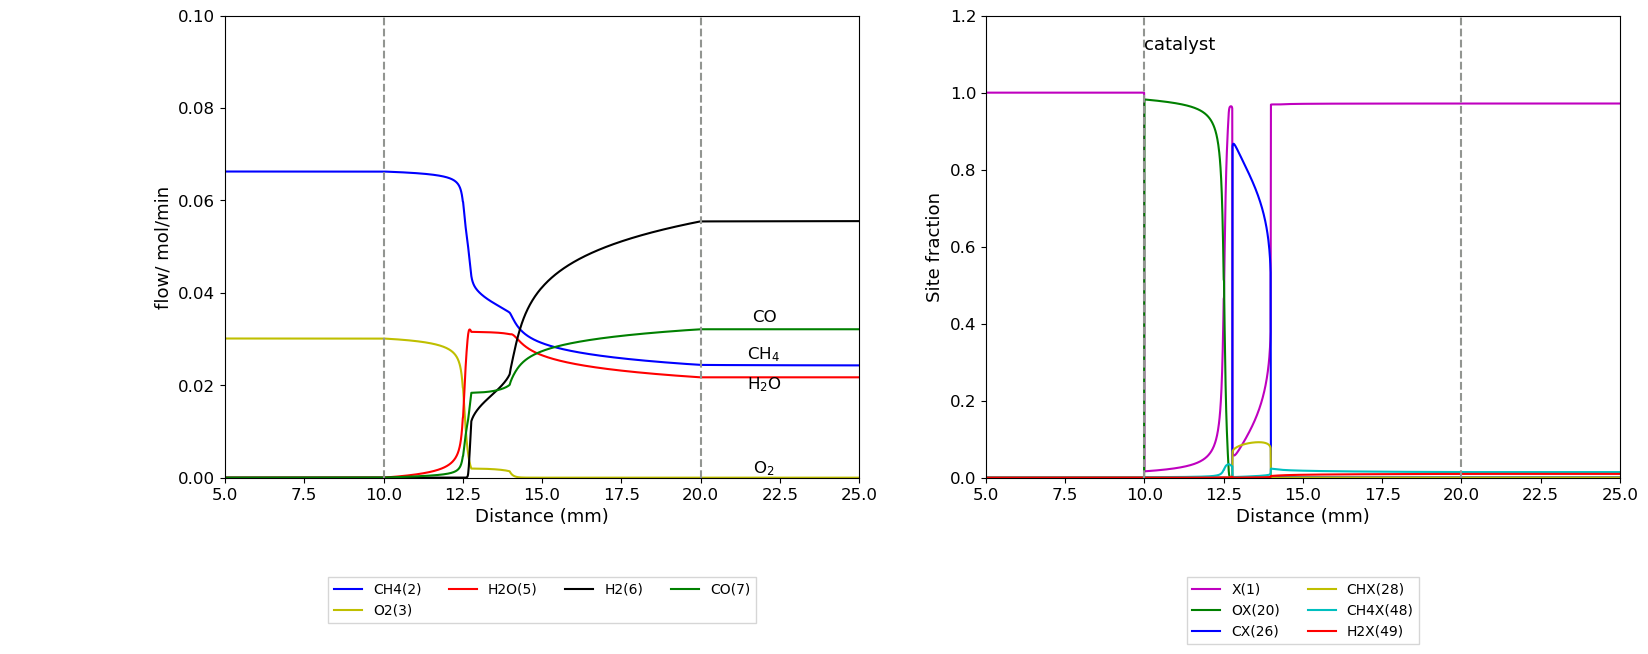 0.10
0.08
0.06
0.04
0.02
0.00
flow/ mol/min
CO
CH4
H2O
O2
5.0 7.5 10.0 12.5 15.0 17.5 20.0 22.5 25.0
Distance (mm)
CH4(2) H2O(5) H2(6) CO(7)
O2(3)
1.2
1.0
0.8
0.6
0.4
0.2
0.0
Site fraction
catalyst
5.0 7.5 10.0 12.5 15.0 17.5 20.0 22.5 25.0
Distance (mm)
X(1) CHX(28)
OX(20) CH4X(48)
CX(26) H2X(49)